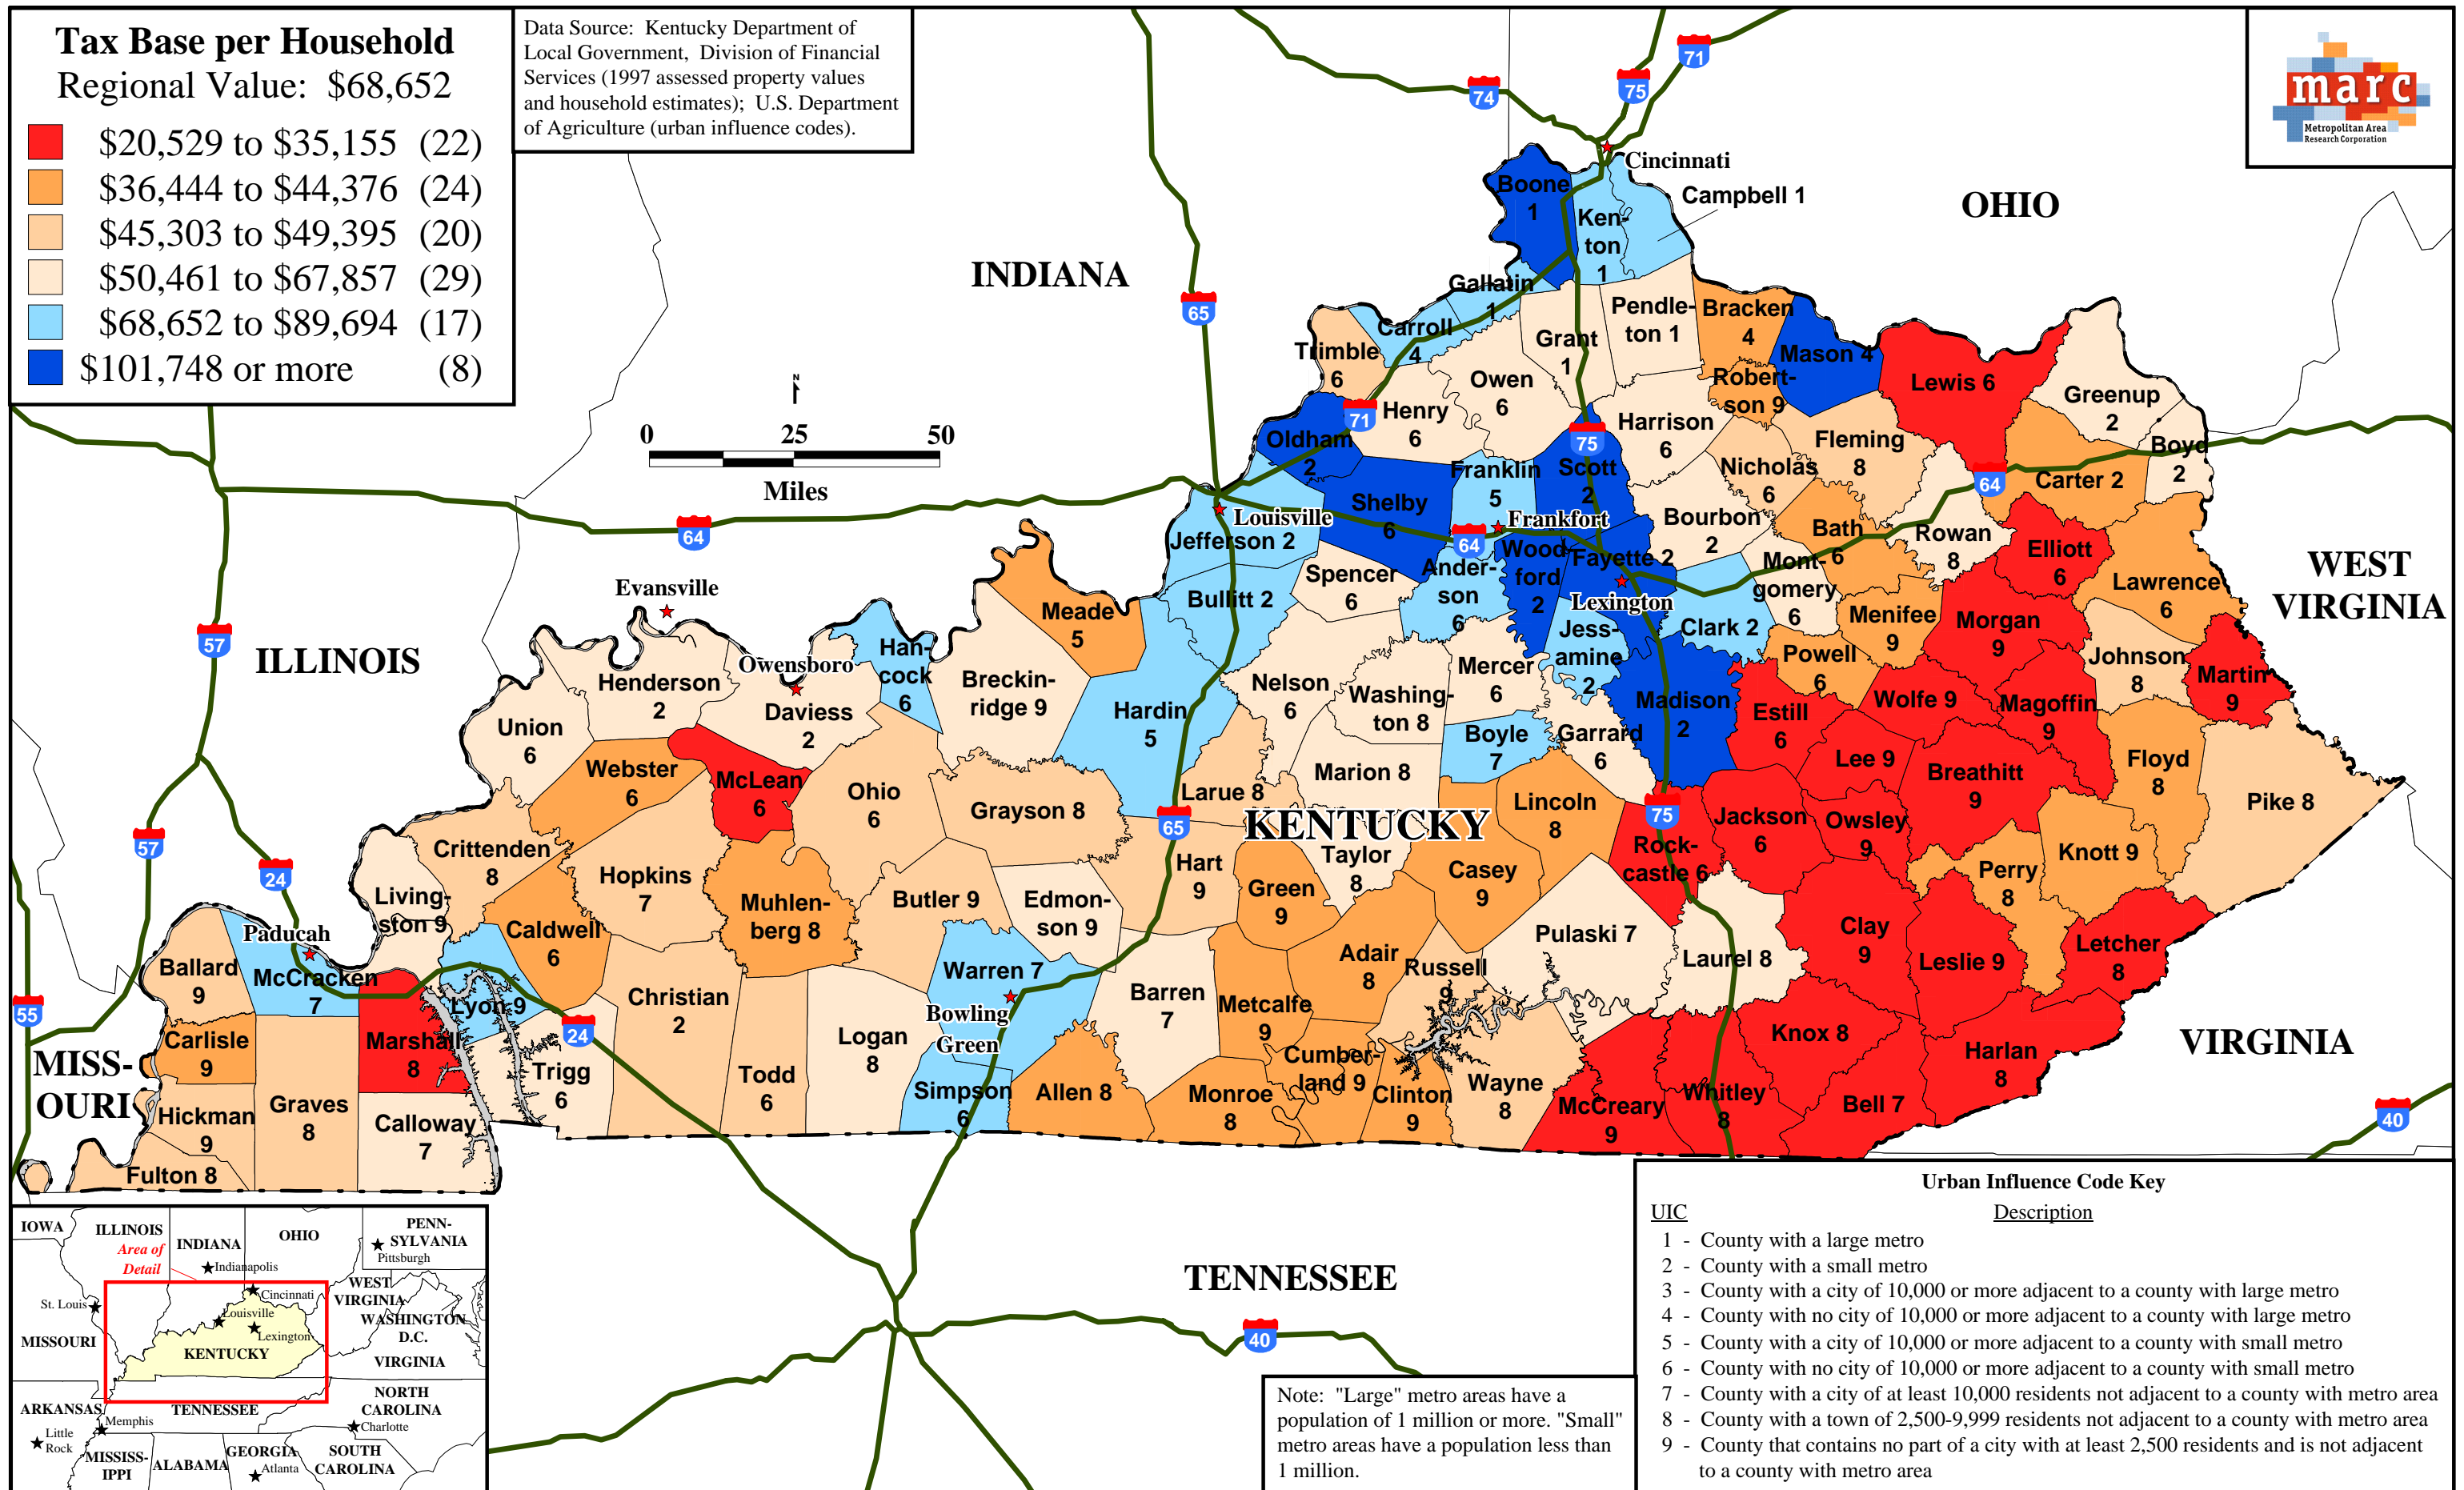 Tax Base per Household
Regional Value: $68,652
$20,529 to $35,155 (22)
$36,444 to $44,376 (24)
$45,303 to $49,395 (20)
$50,461 to $67,857 (29)
$68,652 to $89,694 (17)
$101,748 or more (8)
Data Source: Kentucky Department of
Local Government, Division of Financial
Services (1997 assessed property values
and household estimates); U.S. Department
of Agriculture (urban influence codes).
marc
Metropolitan Area
Research Corporation
N
0 25 50
Miles
INDIANA
OHIO
ILLINOIS
WEST
VIRGINIA
VIRGINIA
MISS-
OURI
TENNESSEE
KENTUCKY
71
75
74
65
71
75
64
64
64
57
57
24
55
24
65
75
40
40
Cincinnati
Louisville
Frankfort
Lexington
Evansville
Owensboro
Paducah
Bowling
Green
Boone
1
Ken-
ton
1
Campbell 1
Gallatin
1
Carroll
4
Trimble
6
Grant
1
Pendle-
ton 1
Bracken
4
Mason 4
Robert-
son 9
Lewis 6
Greenup
2
Boyd
2
Owen
6
Henry
6
Oldham
2
Harrison
6
Nicholas
6
Fleming
8
Carter 2
Shelby
6
Franklin
5
Scott
2
Bourbon
2
Bath
6
Rowan
8
Elliott
6
Lawrence
6
Jefferson 2
Bullitt 2
Spencer
6
Ander-
son
6
Wood-
ford
2
Fayette 2
Jess-
amine
2
Clark 2
Mont-
gomery
6
Menifee
9
Morgan
9
Johnson
8
Martin
9
Powell
6
Wolfe 9
Magoffin
9
Meade
5
Han-
cock
6
Breckin-
ridge 9
Hardin
5
Nelson
6
Washing-
ton 8
Mercer
6
Boyle
7
Garrard
6
Madison
2
Estill
6
Lee 9
Breathitt
9
Floyd
8
Pike 8
Henderson
2
Daviess
2
Union
6
Webster
6
McLean
6
Ohio
6
Grayson 8
Larue 8
Marion 8
Lincoln
8
Rock-
castle 6
Jackson
6
Owsley
9
Perry
8
Knott 9
Crittenden
8
Hopkins
7
Living-
ston 9
Caldwell
6
Muhlen-
berg 8
Butler 9
Edmon-
son 9
Hart
9
Green
9
Taylor
8
Casey
9
Pulaski 7
Laurel 8
Clay
9
Leslie 9
Letcher
8
Ballard
9
McCracken
7
Lyon 9
Christian
2
Warren 7
Barren
7
Metcalfe
9
Adair
8
Russell
9
Carlisle
9
Marshall
8
Trigg
6
Todd
6
Logan
8
Simpson
6
Allen 8
Monroe
8
Cumber-
land 9
Clinton
9
Wayne
8
McCreary
9
Whitley
8
Knox 8
Bell 7
Harlan
8
Hickman
9
Graves
8
Calloway
7
Fulton 8
IOWA
ILLINOIS
INDIANA
OHIO
PENN-
SYLVANIA
Pittsburgh
Area of
Detail
Indianapolis
WEST
VIRGINIA
St. Louis
Cincinnati
Louisville
Lexington
WASHINGTON
D.C.
MISSOURI
KENTUCKY
VIRGINIA
ARKANSAS
Memphis
TENNESSEE
NORTH
CAROLINA
Charlotte
Little
Rock
MISSISS-
IPPI
ALABAMA
GEORGIA
Atlanta
SOUTH
CAROLINA
Note: "Large" metro areas have a
population of 1 million or more. "Small"
metro areas have a population less than
1 million.
Urban Influence Code Key
UIC Description
1 - County with a large metro
2 - County with a small metro
3 - County with a city of 10,000 or more adjacent to a county with large metro
4 - County with no city of 10,000 or more adjacent to a county with large metro
5 - County with a city of 10,000 or more adjacent to a county with small metro
6 - County with no city of 10,000 or more adjacent to a county with small metro
7 - County with a city of at least 10,000 residents not adjacent to a county with metro area
8 - County with a town of 2,500-9,999 residents not adjacent to a county with metro area
9 - County that contains no part of a city with at least 2,500 residents and is not adjacent
to a county with metro area